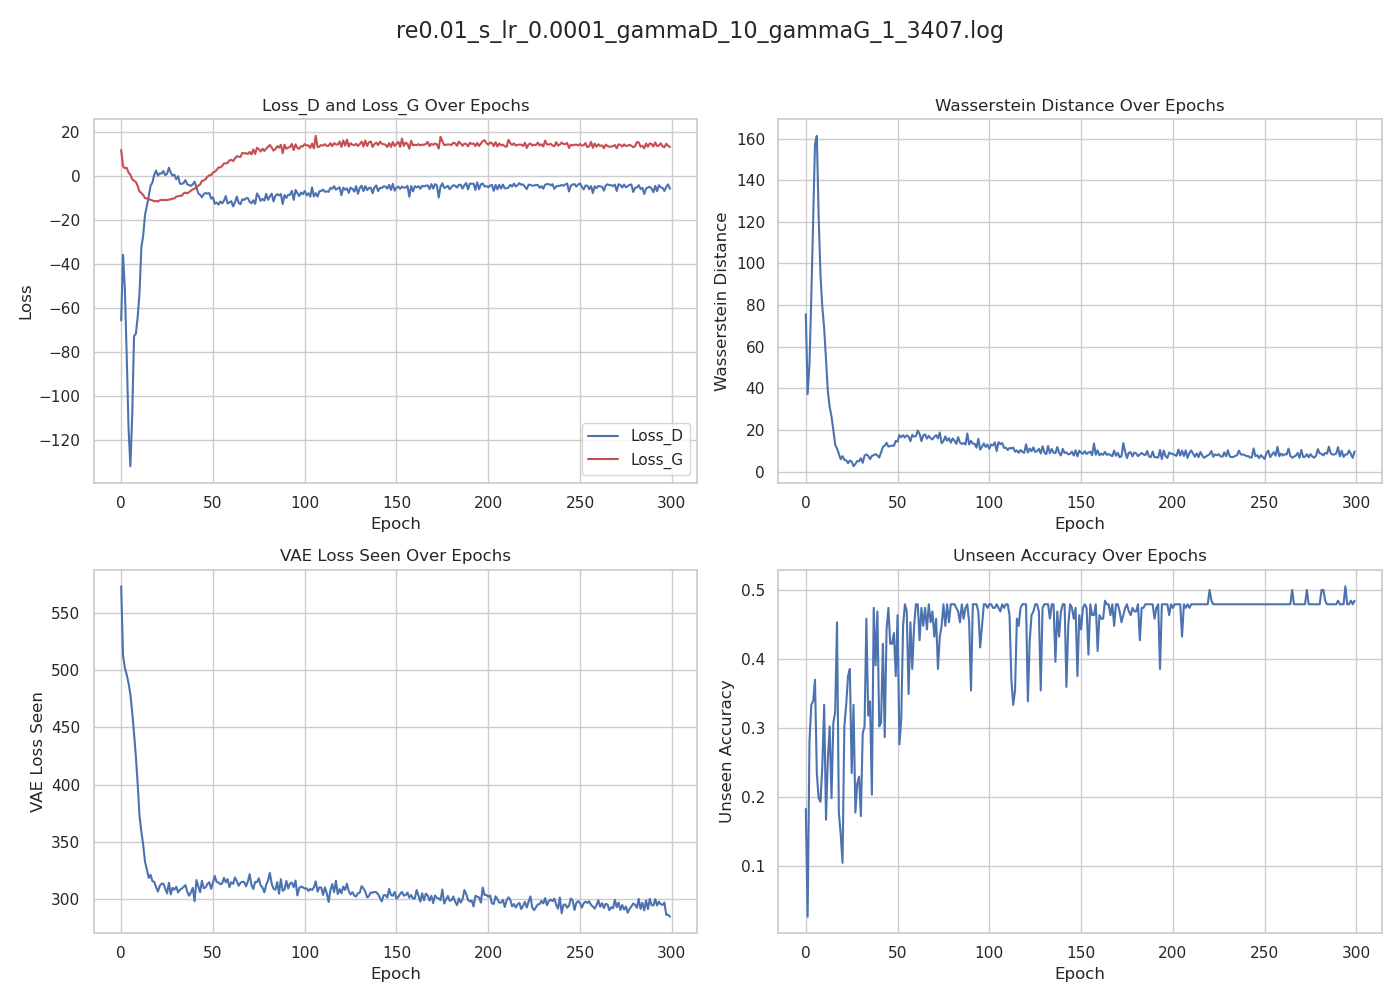 re0.01_s_lr_0.0001_gammaD_10_gammaG_1_3407.log
Loss_D and Loss_G Over Epochs
20
0
−20
−40
−60
−80
−100
−120
Loss
Loss_D
Loss_G
0 50 100 150 200 250 300
Epoch
Wasserstein Distance Over Epochs
160
140
120
100
80
60
40
20
0
Wasserstein Distance
0 50 100 150 200 250 300
Epoch
VAE Loss Seen Over Epochs
550
500
450
400
350
300
VAE Loss Seen
0 50 100 150 200 250 300
Epoch
Unseen Accuracy Over Epochs
0.5
0.4
0.3
0.2
0.1
Unseen Accuracy
0 50 100 150 200 250 300
Epoch